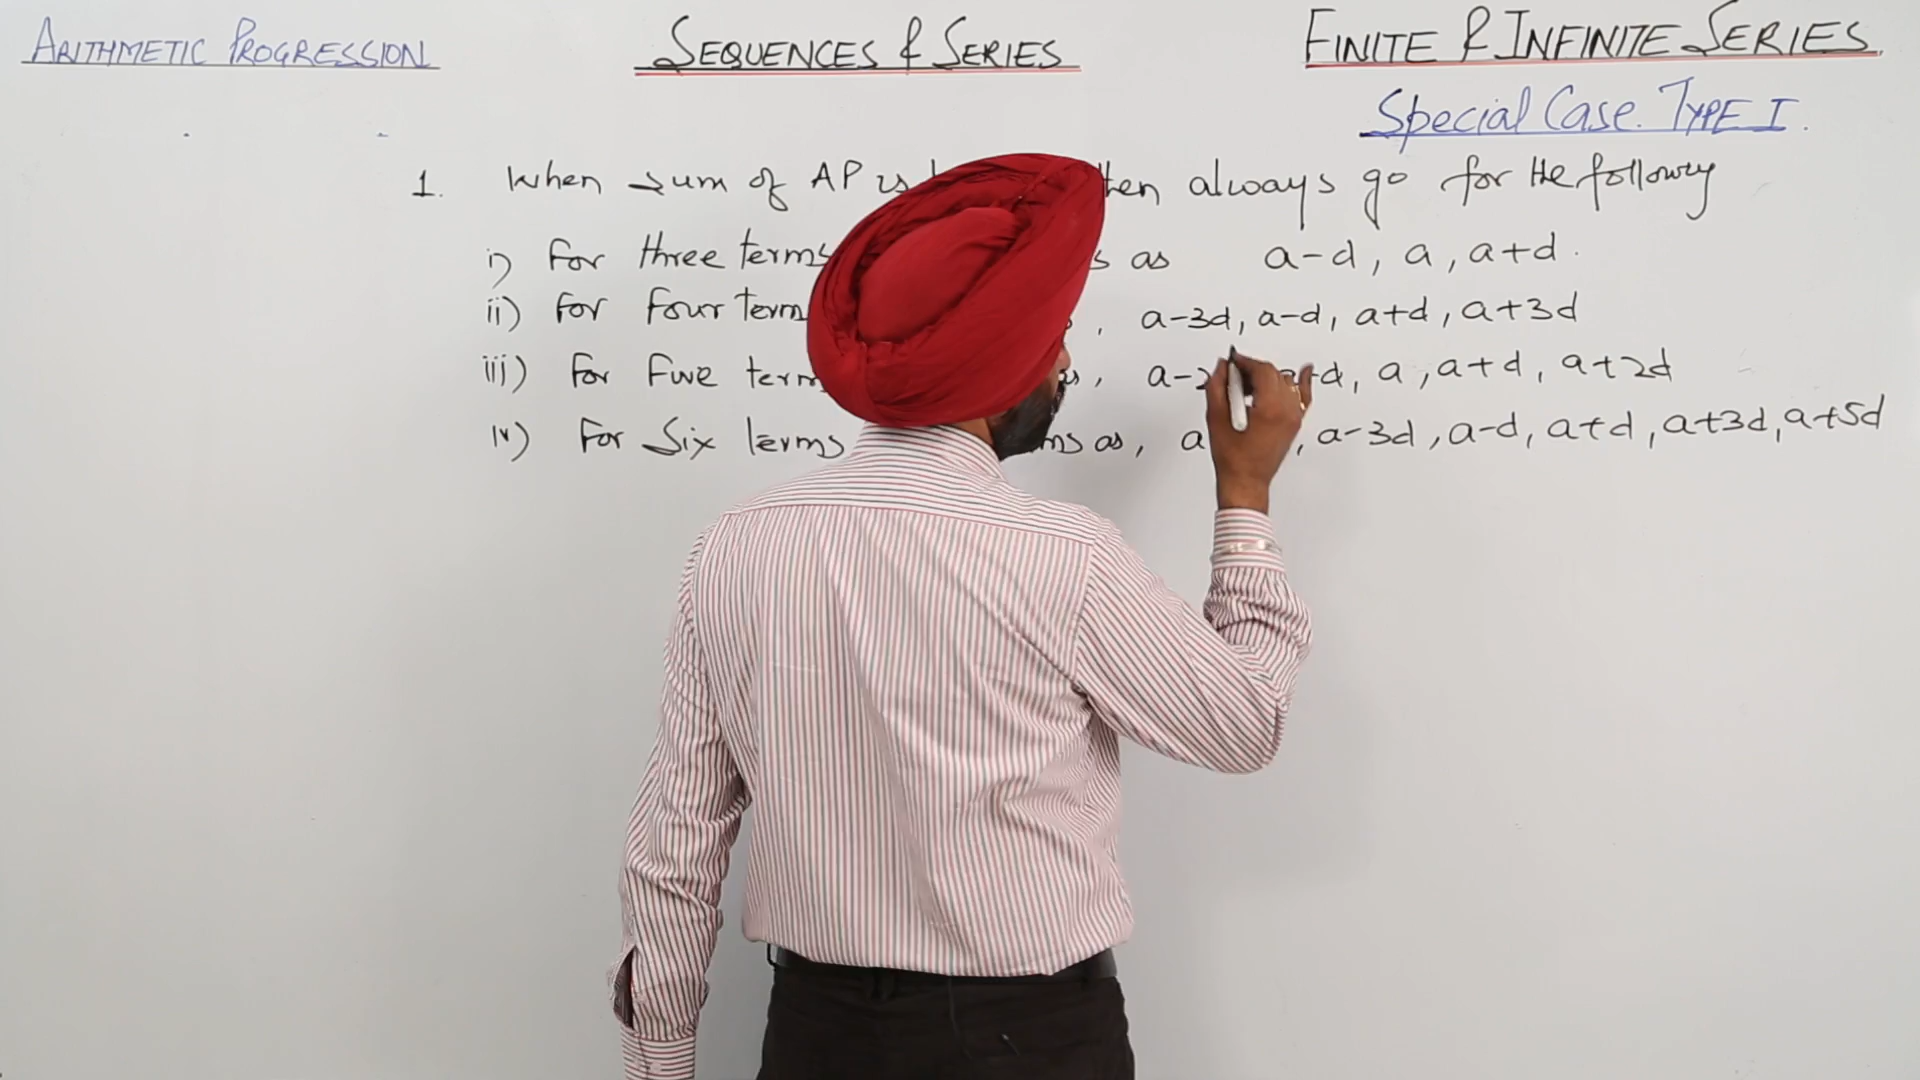 ARITHMETIC PROGRESSION
SEQUENCES & SERIES
FINITE & INFINITE SERIES
Special Case. TYPE I.
1. When sum of AP is always go for the following
i) For three terms as a-d, a, a+d.
ii) For Four term , a-3d, a-d, a+d, a+3d
iii) For Five term , a- d, a, a+d, a+2d
iv) For Six terms as, a , a-3d, a-d, a+d, a+3d, a+5d